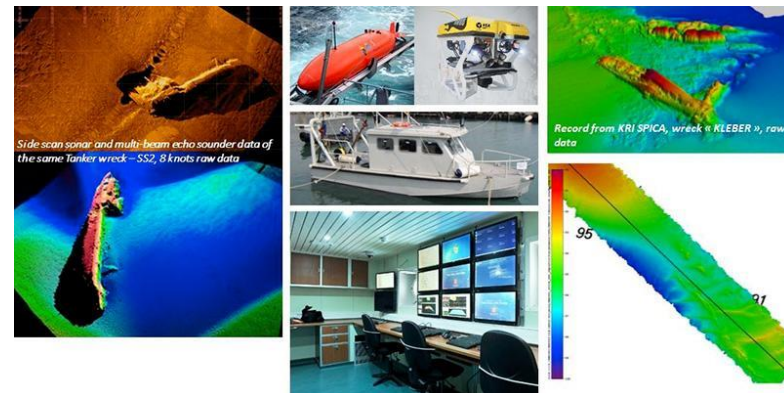 Side scan sonar and multi-beam echo sounder data of
the same Tanker wreck – SS2, 8 knots raw data
Record from KRI SPICA, wreck « KLEBER », raw
data
95
91